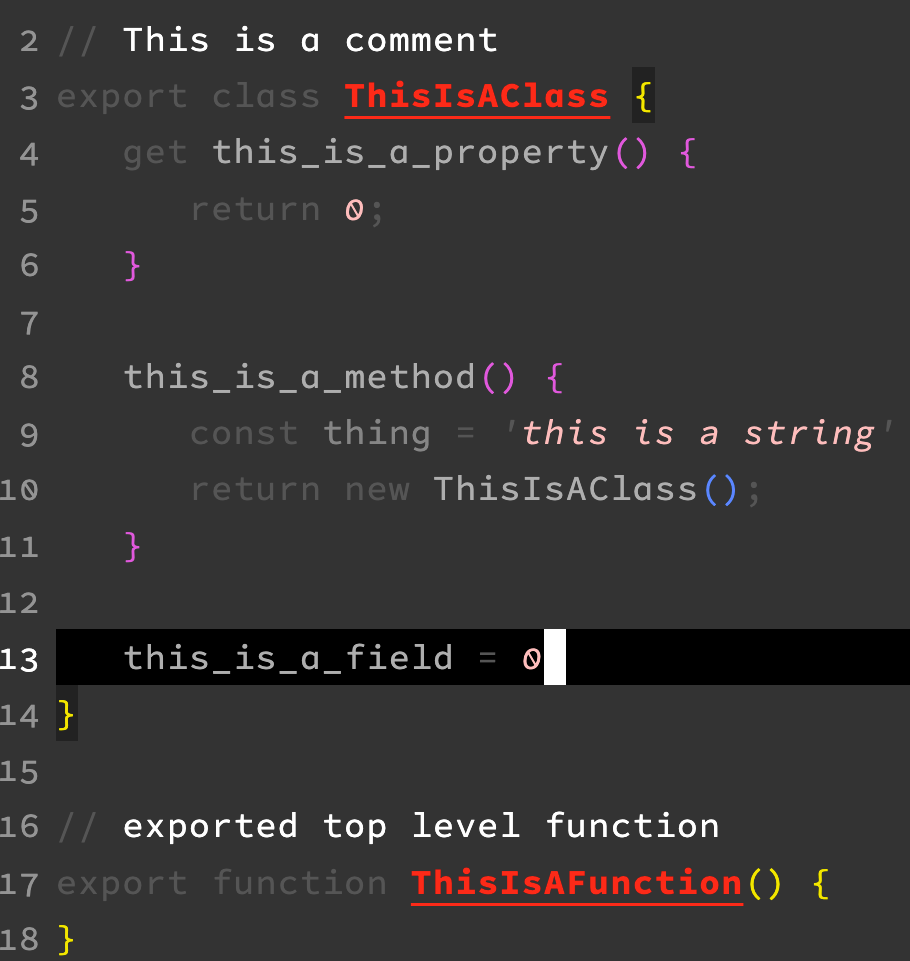 2 // This is a comment
3 export class ThisIsAClass {
4    get this_is_a_property() {
5       return 0;
6    }
7
8    this_is_a_method() {
9       const thing = 'this is a string'
10       return new ThisIsAClass();
11    }
12
13    this_is_a_field = 0
14 }
15
16 // exported top level function
17 export function ThisIsAFunction() {
18 }